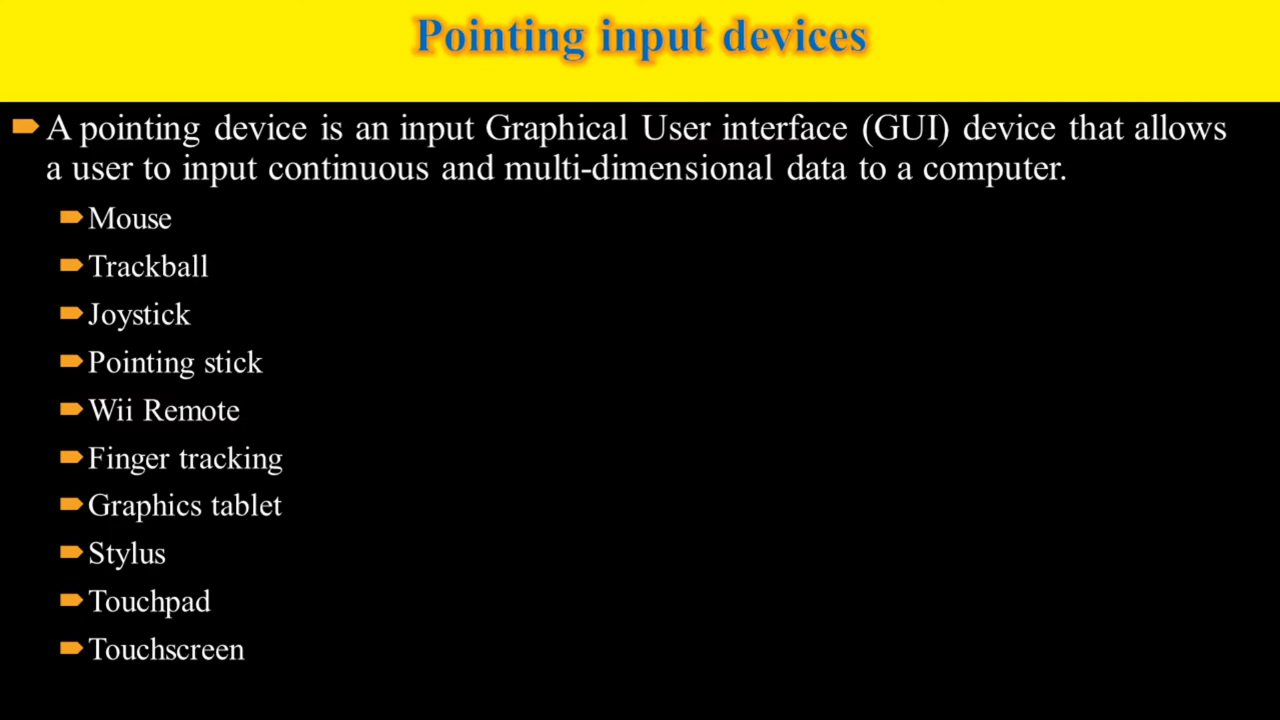 Pointing input devices
A pointing device is an input Graphical User interface (GUI) device that allows
a user to input continuous and multi-dimensional data to a computer.
Mouse
Trackball
Joystick
Pointing stick
Wii Remote
Finger tracking
Graphics tablet
Stylus
Touchpad
Touchscreen